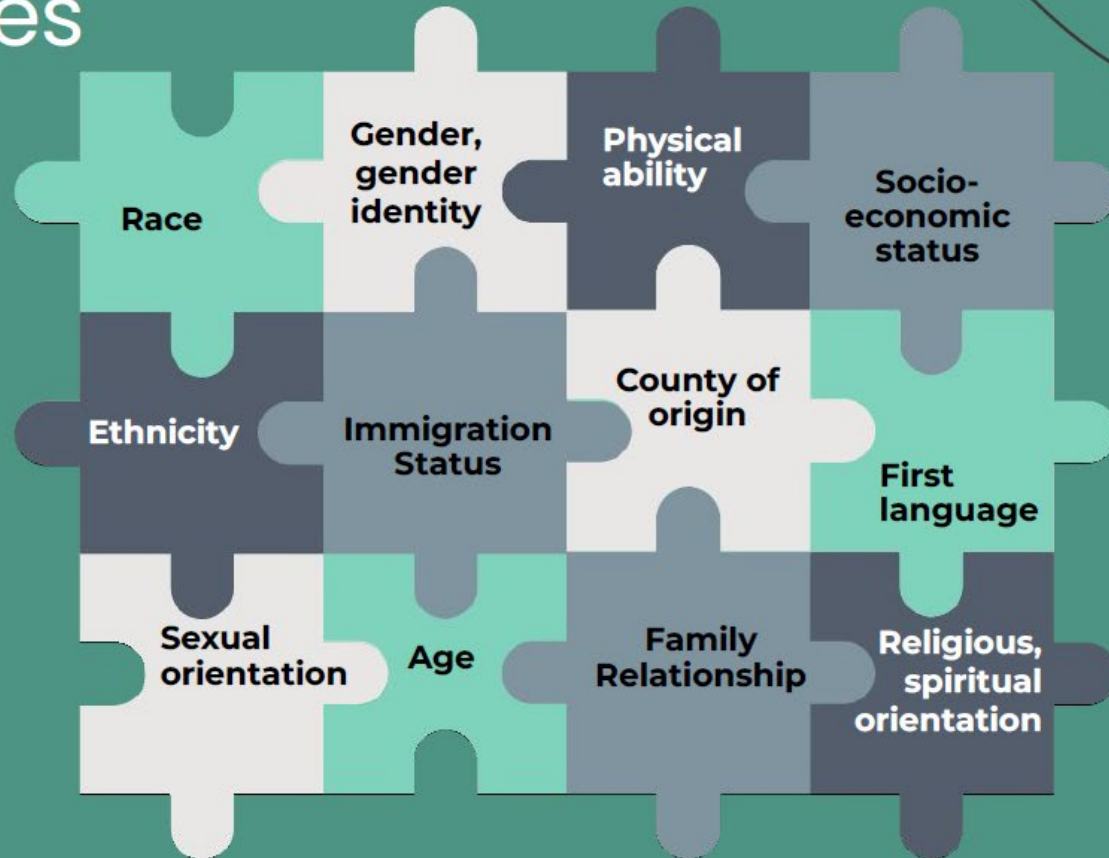 es
Race
Gender,
gender
identity
Physical
ability
Socio-
economic
status
Ethnicity
Immigration
Status
County of
origin
First
language
Sexual
orientation
Age
Family
Relationship
Religious,
spiritual
orientation